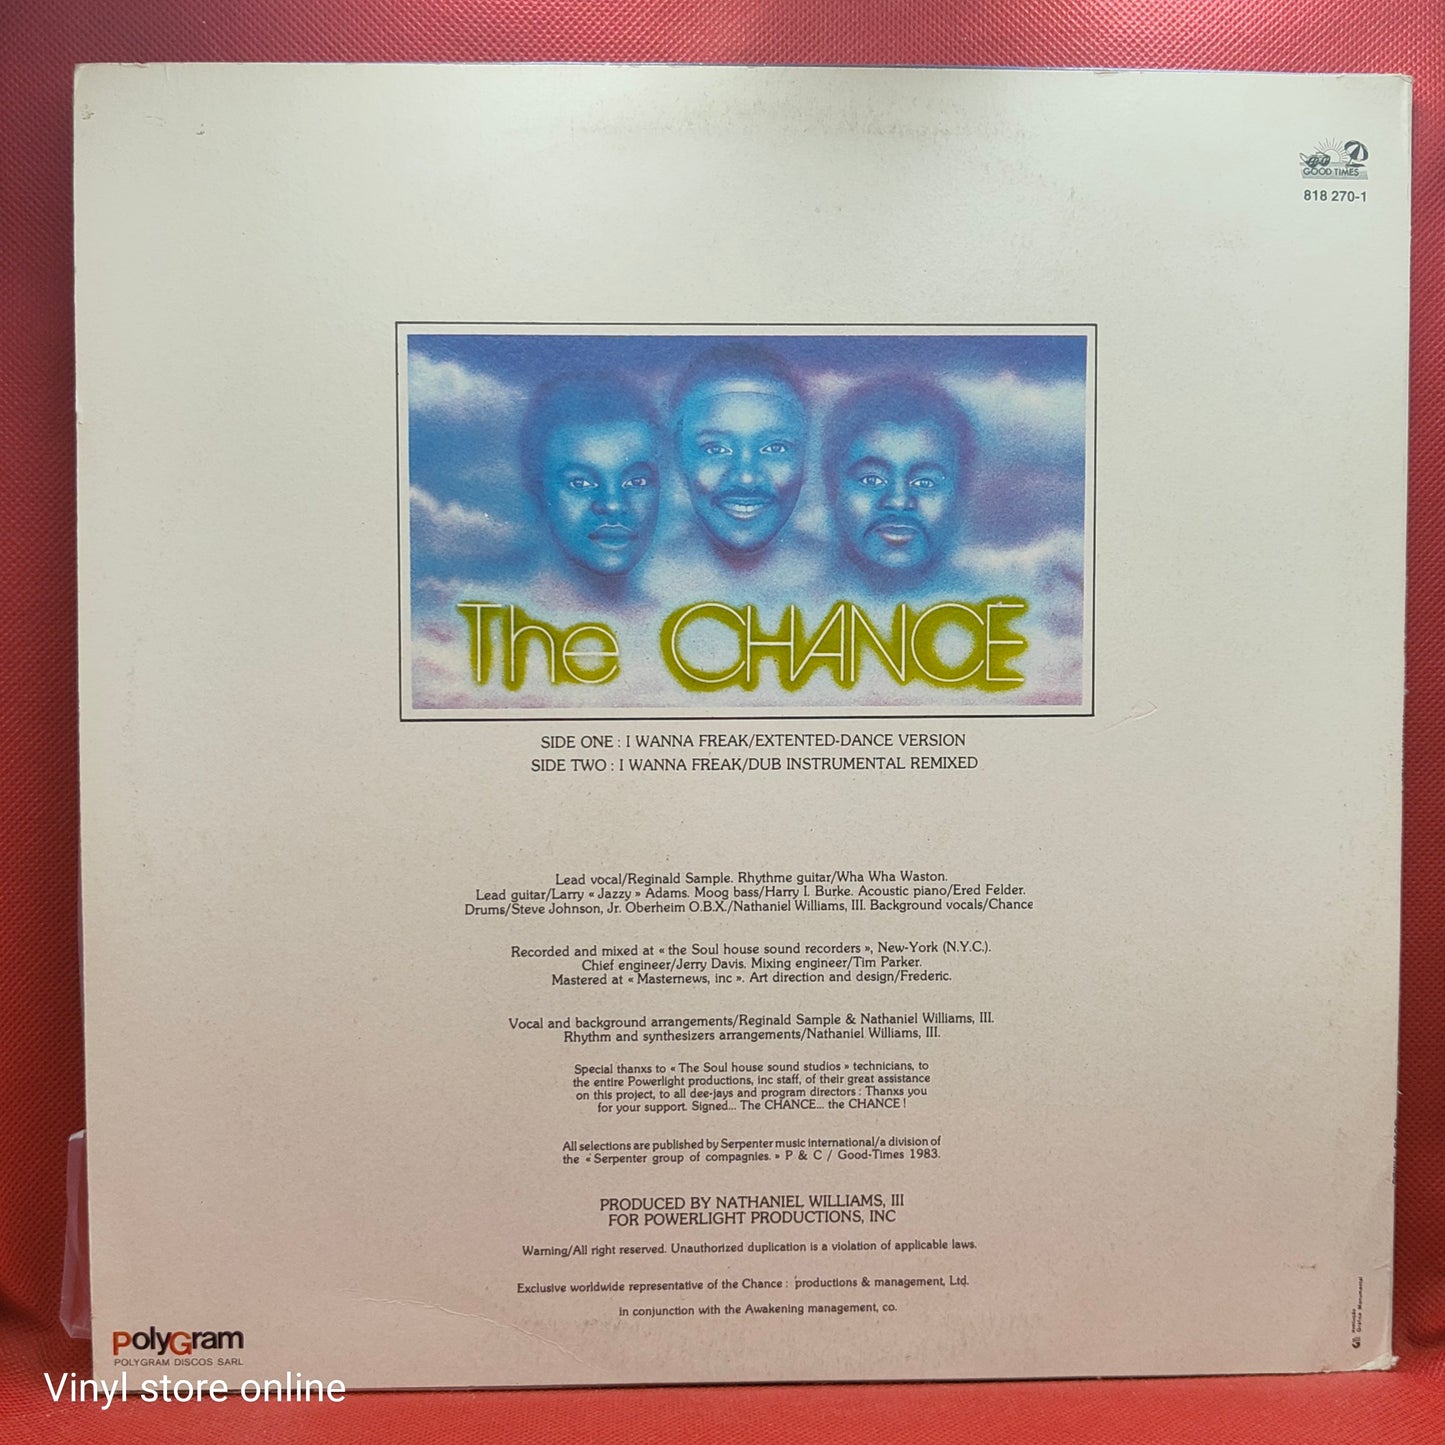 GOOD TIMES
818 270-1
The CHANCE
SIDE ONE : I WANNA FREAK/EXTENTED-DANCE VERSION
SIDE TWO : I WANNA FREAK/DUB INSTRUMENTAL REMIXED
Lead vocal/Reginald Sample. Rhythme guitar/Wha Wha Waston.
Lead guitar/Larry « Jazzy » Adams. Moog bass/Harry I. Burke. Acoustic piano/Ered Felder.
Drums/Steve Johnson, Jr. Oberheim O.B.X./Nathaniel Williams, III. Background vocals/Chance
Recorded and mixed at « the Soul house sound recorders », New-York (N.Y.C.).
Chief engineer/Jerry Davis. Mixing engineer/Tim Parker.
Mastered at « Masternews, inc ». Art direction and design/Frederic.
Vocal and background arrangements/Reginald Sample & Nathaniel Williams, III.
Rhythm and synthesizers arrangements/Nathaniel Williams, III.
Special thanxs to « The Soul house sound studios » technicians, to
the entire Powerlight productions, inc staff, of their great assistance
on this project, to all dee-jays and program directors : Thanxs you
for your support. Signed... The CHANCE... the CHANCE !
All selections are published by Serpenter music international/a division of
the « Serpenter group of compagnies. » P & C / Good-Times 1983.
PRODUCED BY NATHANIEL WILLIAMS, III
FOR POWERLIGHT PRODUCTIONS, INC
Warning/All right reserved. Unauthorized duplication is a violation of applicable laws.
Exclusive worldwide representative of the Chance : productions & management, Ltd.
in conjunction with the Awakening management, co.
Gráfica Monumental
PolyGram
POLYGRAM DISCOS SARL
Vinyl store online